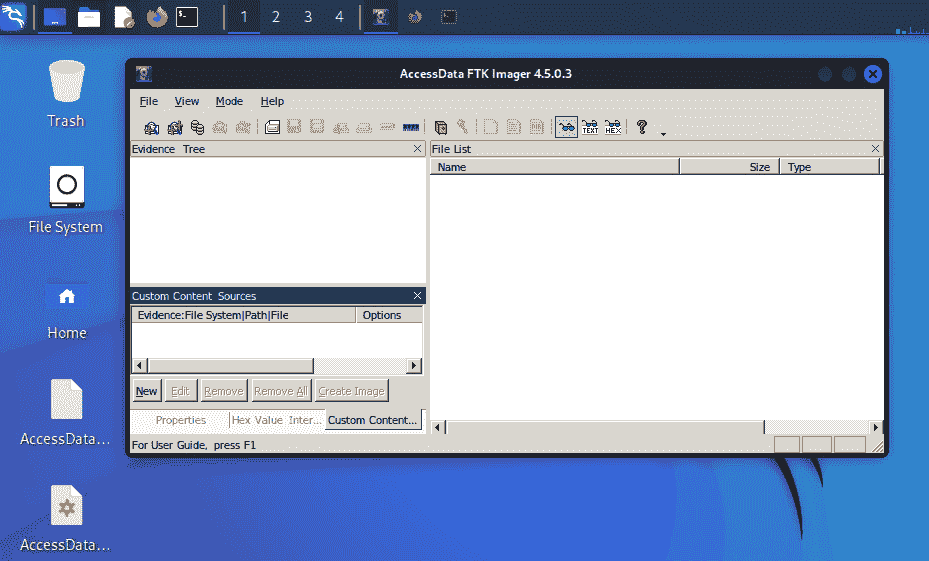 1 2 3 4
AccessData FTK Imager 4.5.0.3
File View Mode Help
TEXT HEX ?
Evidence Tree
File List
Name Size Type
Custom Content Sources
Evidence:File System|Path|File Options
New Edit Remove Remove All Create Image
Properties Hex Value Inter... Custom Content...
For User Guide, press F1
Trash
File System
Home
AccessData...
AccessData...